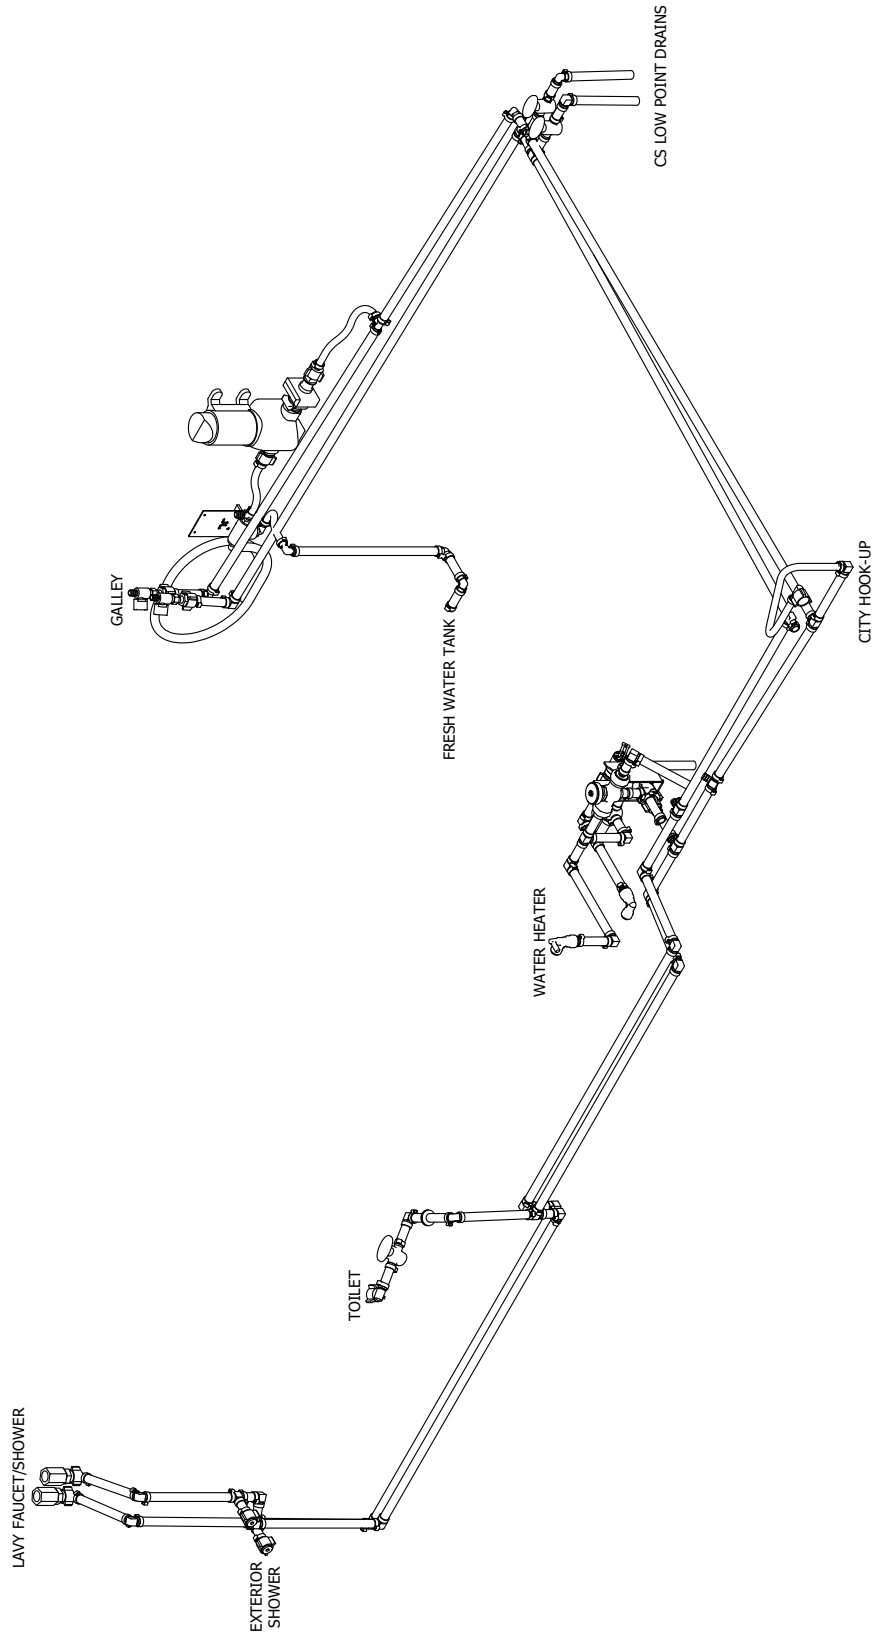 LAVY FAUCET/SHOWER
EXTERIOR
SHOWER
TOILET
WATER HEATER
FRESH WATER TANK
GALLEY
CITY HOOK-UP
CS LOW POINT DRAINS